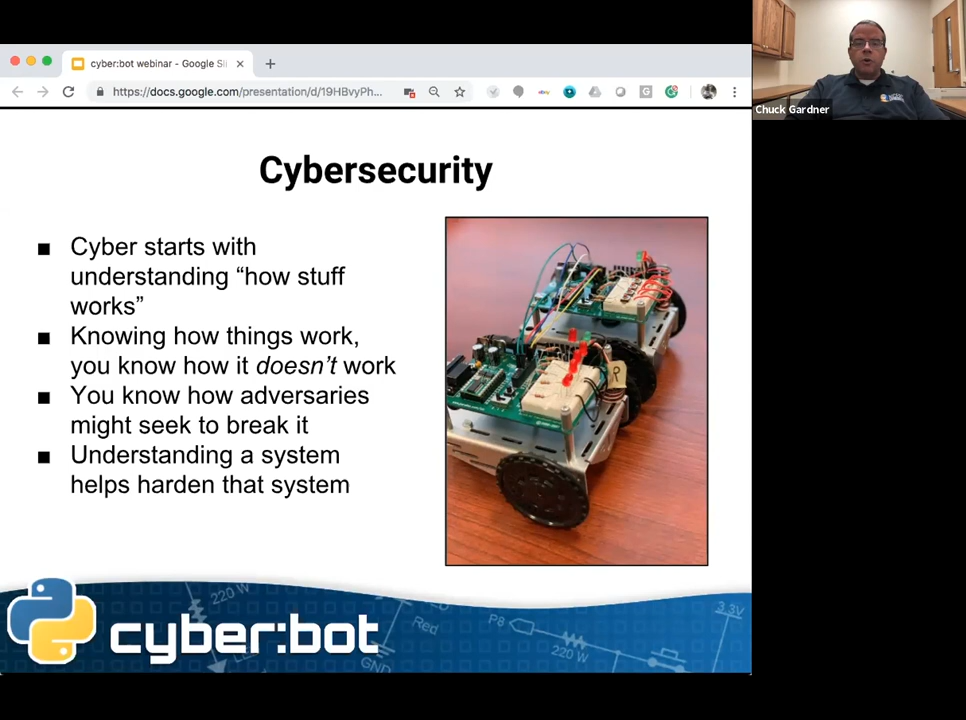 cyber:bot webinar - Google Sli
https://docs.google.com/presentation/d/19HBvyPh...
Chuck Gardner
Cybersecurity
■ Cyber starts with
understanding “how stuff
works”
■ Knowing how things work,
you know how it doesn’t work
■ You know how adversaries
might seek to break it
■ Understanding a system
helps harden that system
P
cyber:bot
220 W
Red
GND
P8
220 W
3.3V